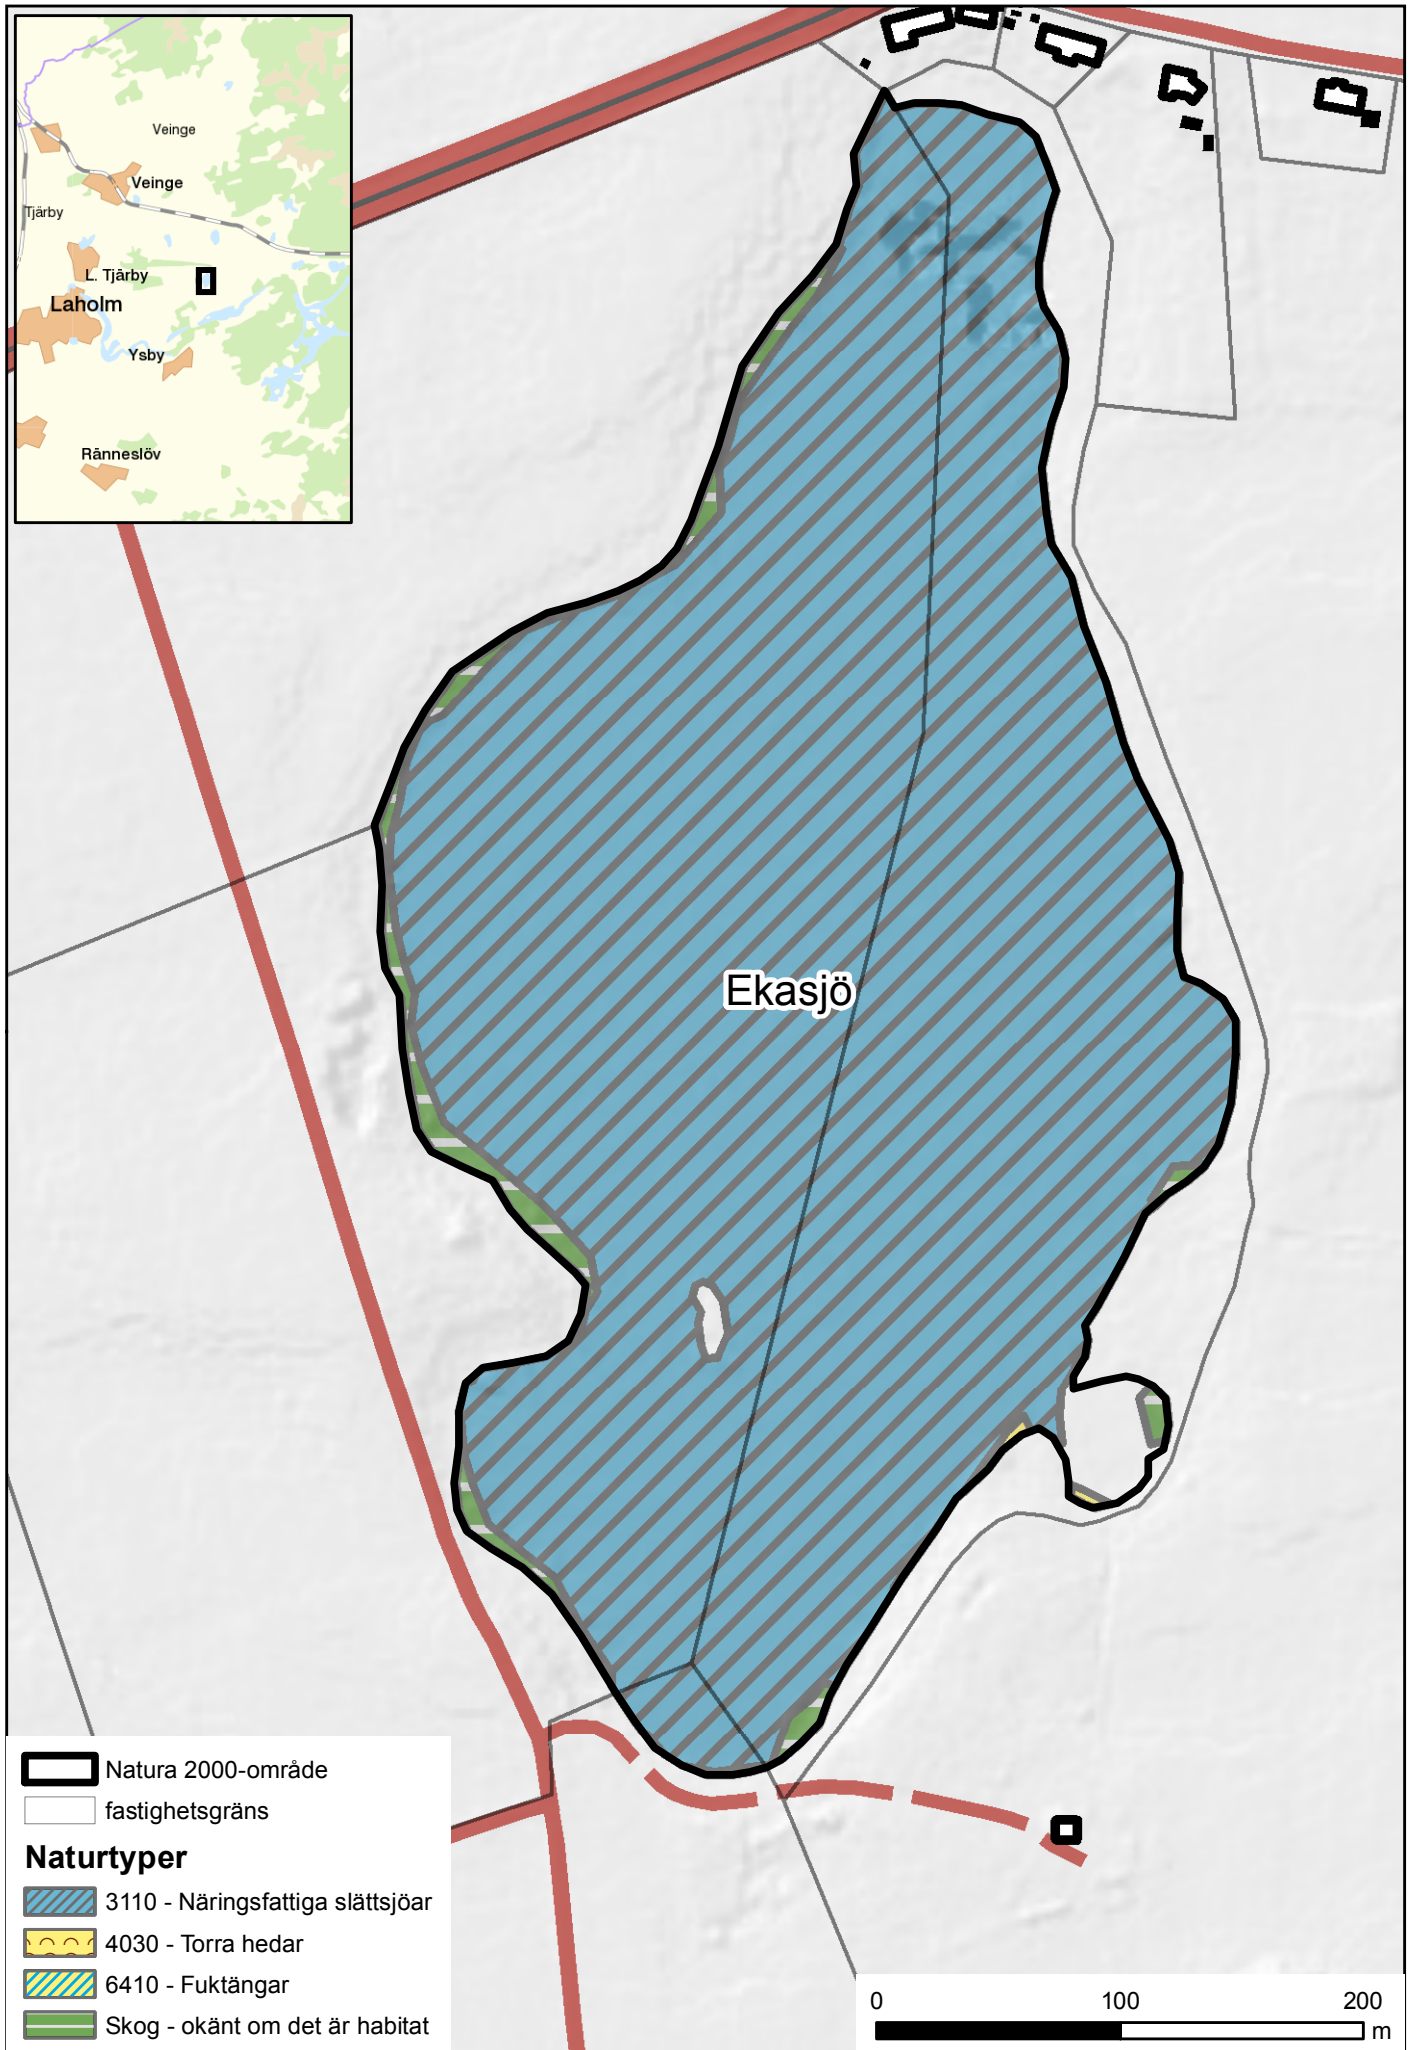 Veinge
Veinge
Tjärby
L. Tjärby
Laholm
Ysby
Ränneslöv
Ekasjö
Natura 2000-område
fastighetsgräns
Naturtyper
3110 - Näringsfattiga slättsjöar
4030 - Torra hedar
6410 - Fuktängar
Skog - okänt om det är habitat
0 100 200
m